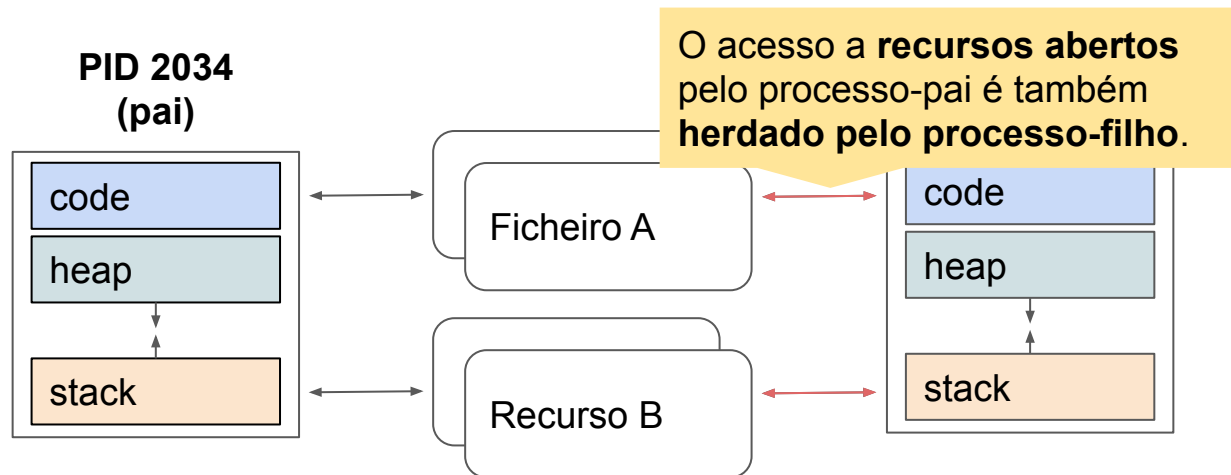 PID 2034
(pai)
O acesso a recursos abertos
pelo processo-pai é também
herdado pelo processo-filho.
code
heap
stack
Ficheiro A
Recurso B
code
heap
stack